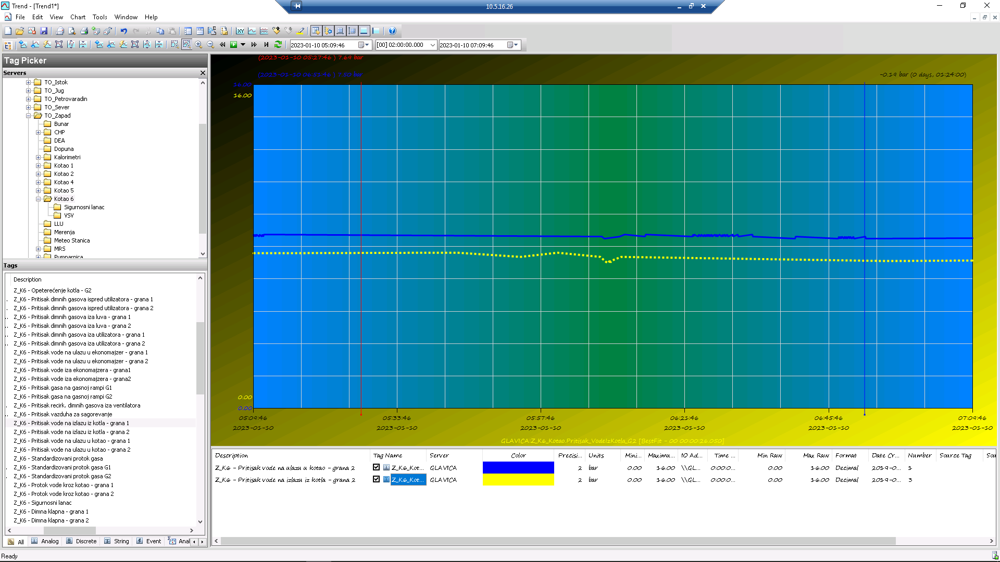 Trend - [Trend1*]
10.5.16.26
File Edit View Chart Tools Window Help
2023-01-10 05:09:46 [00] 02:00:00.000 2023-01-10 07:09:46
Tag Picker
Servers
TO_Istok
TO_Jug
TO_Petrovaradin
TO_Sever
TO_Zapad
Bunar
CHP
DEA
Dopuna
Kalorimetri
Kotao 1
Kotao 2
Kotao 4
Kotao 5
Kotao 6
Sigurnosni lanac
VSV
LLU
Merenja
Meteo Stanica
MRS
Pumparnica
Tags
Description
Z_K6 - Opeterećenje kotla - G2
Z_K6 - Pritisak dimnih gasova ispred utilizatora - grana 1
Z_K6 - Pritisak dimnih gasova ispred utilizatora - grana 2
Z_K6 - Pritisak dimnih gasova iza luva - grana 1
Z_K6 - Pritisak dimnih gasova iza luva - grana 2
Z_K6 - Pritisak dimnih gasova iza utilizatora - grana 1
Z_K6 - Pritisak dimnih gasova iza utilizatora - grana 2
Z_K6 - Pritisak vode na ulazu u ekonomajzer - grana 1
Z_K6 - Pritisak vode na ulazu u ekonomajzer - grana 2
Z_K6 - Pritisak vode iza ekonomajzera - grana1
Z_K6 - Pritisak vode iza ekonomajzera - grana2
Z_K6 - Pritisak gasa na gasnoj rampi G1
Z_K6 - Pritisak gasa na gasnoj rampi G2
Z_K6 - Pritisak recirk. dimnih gasova iza ventilatora
Z_K6 - Pritisak vazduha za sagorevanje
Z_K6 - Pritisak vode na izlazu iz kotla - grana 1
Z_K6 - Pritisak vode na izlazu iz kotla - grana 2
Z_K6 - Pritisak vode na ulazu u kotao - grana 1
Z_K6 - Pritisak vode na ulazu u kotao - grana 2
Z_K6 - Standardizovani protok gasa
Z_K6 - Standardizovani protok gasa G1
Z_K6 - Standardizovani protok gasa G2
Z_K6 - Protok vode kroz kotao - grana 1
Z_K6 - Protok vode kroz kotao - grana 2
Z_K6 - Sigurnosni lanac
Z_K6 - Dimna klapna - grana 1
Z_K6 - Dimna klapna - grana 2
All Analog Discrete String Event Anal
Ready
(2023-01-10 05:27:46 ) 7.69 bar
(2023-01-10 06:51:46 ) 7.50 bar
-0.19 bar (0 days, 01:24:00)
16.00
16.00
0.00
0.00
05:09:46 05:33:46 05:57:46 06:21:46 06:45:46 07:09:46
2023-01-10 2023-01-10 2023-01-10 2023-01-10 2023-01-10 2023-01-10
GLAVICA:Z_K6_Kotao.Pritisak_VodeIzKotla_G2 [BestFit - 00 00:00:26.050]
Description Tag Name Server Color Precisi... Units Mini... Maximu... IO Ad... Time ... Min Raw Max Raw Format Date Cr... Number Source Tag Sou
Z_K6 - Pritisak vode na ulazu u kotao - grana 2 Z_K6_Kot... GLAVICA 2 bar 0.00 16.00 \\GL... 0:00:0... 0.00 16.00 Decimal 2019-0... 1
Z_K6 - Pritisak vode na izlazu iz kotla - grana 2 Z_K6_Kot... GLAVICA 2 bar 0.00 16.00 \\GL... 0:00:0... 0.00 16.00 Decimal 2019-0... 3